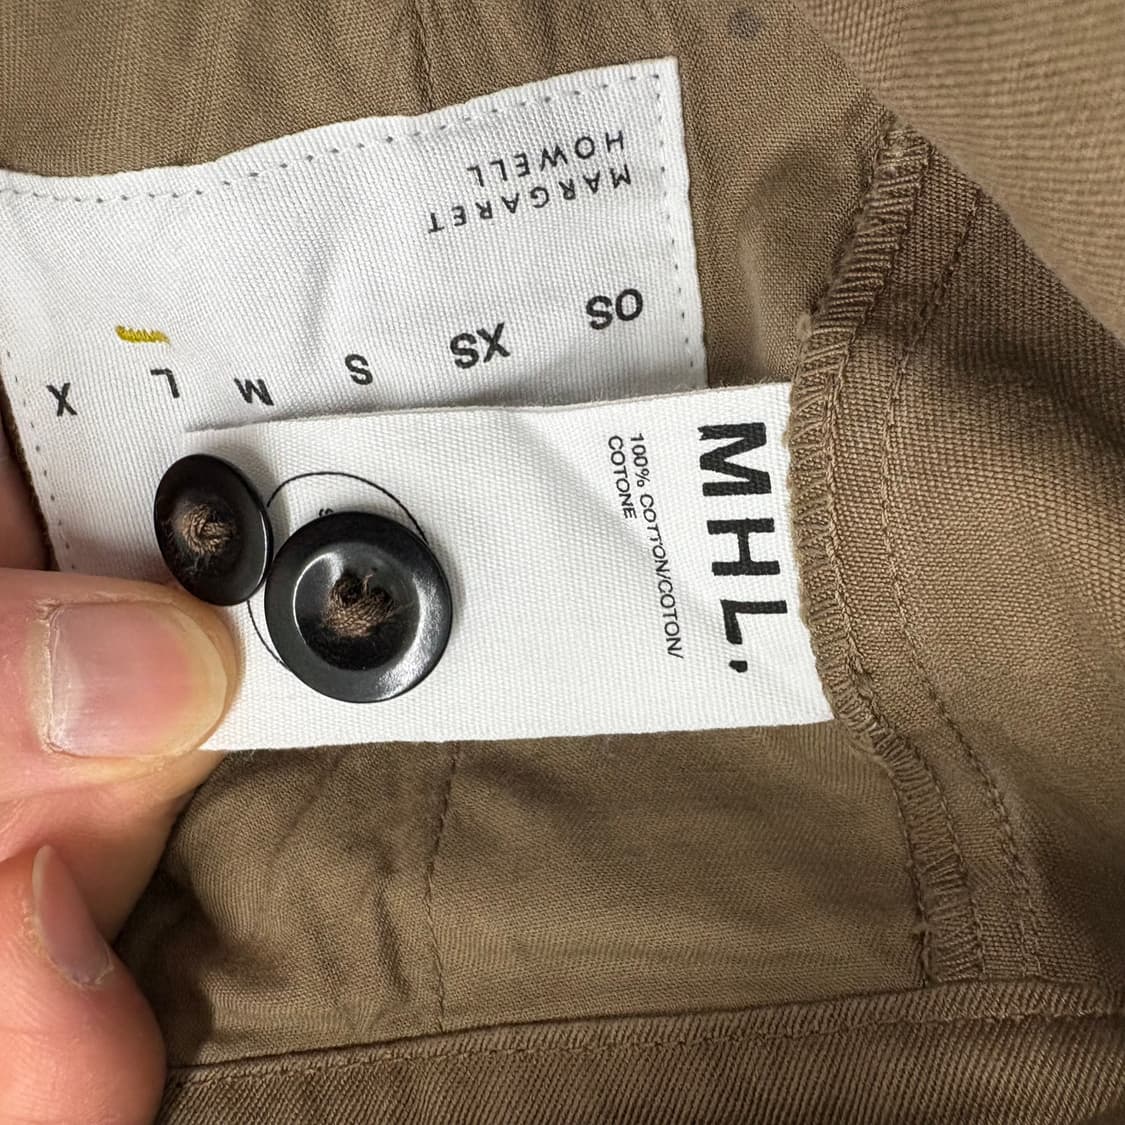 MARGARET
HOWELL
OS
XS
S
M
L
X
MHL.
100% COTTON/COTON/
COTONE